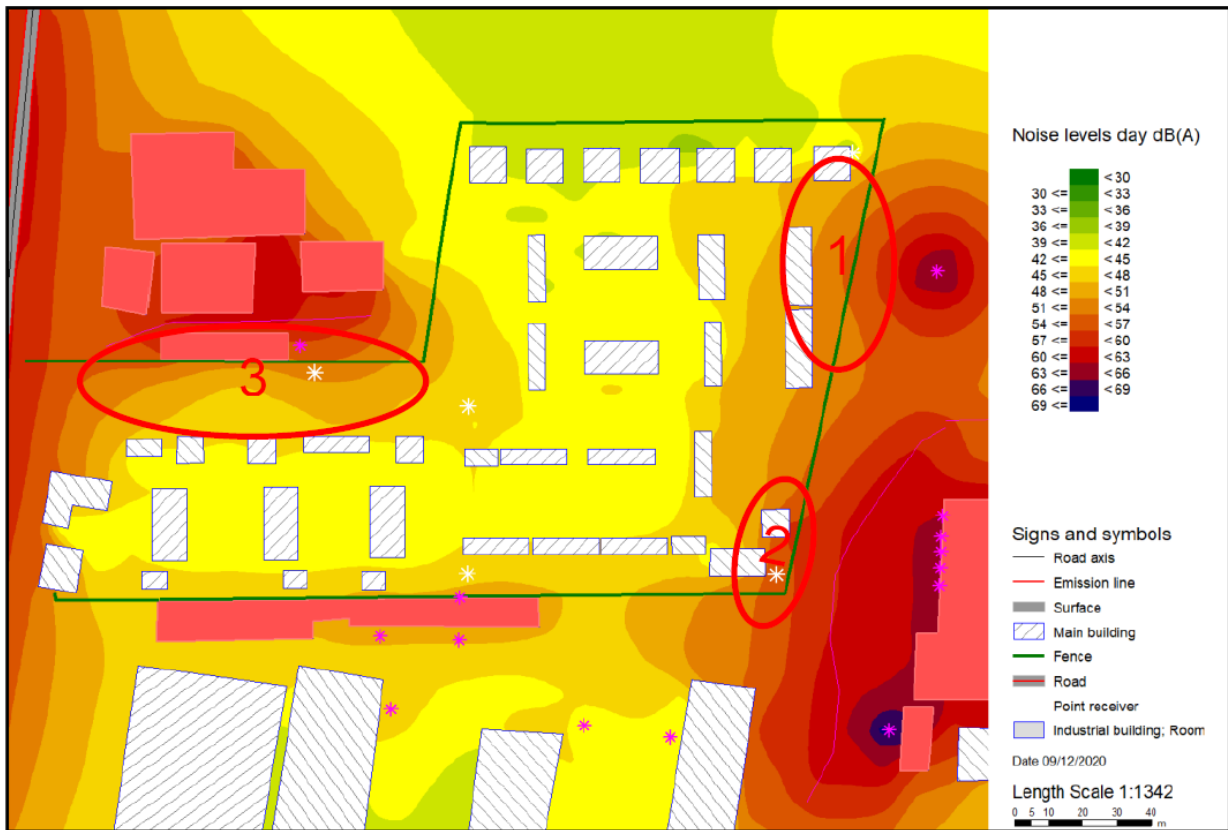 Noise levels day dB(A)
< 30
30 <= < 33
33 <= < 36
36 <= < 39
39 <= < 42
42 <= < 45
45 <= < 48
48 <= < 51
51 <= < 54
54 <= < 57
57 <= < 60
60 <= < 63
63 <= < 66
66 <= < 69
69 <=
1
3
2
Signs and symbols
Road axis
Emission line
Surface
Main building
Fence
Road
Point receiver
Industrial building; Room
Date 09/12/2020
Length Scale 1:1342
0 5 10 20 30 40
m